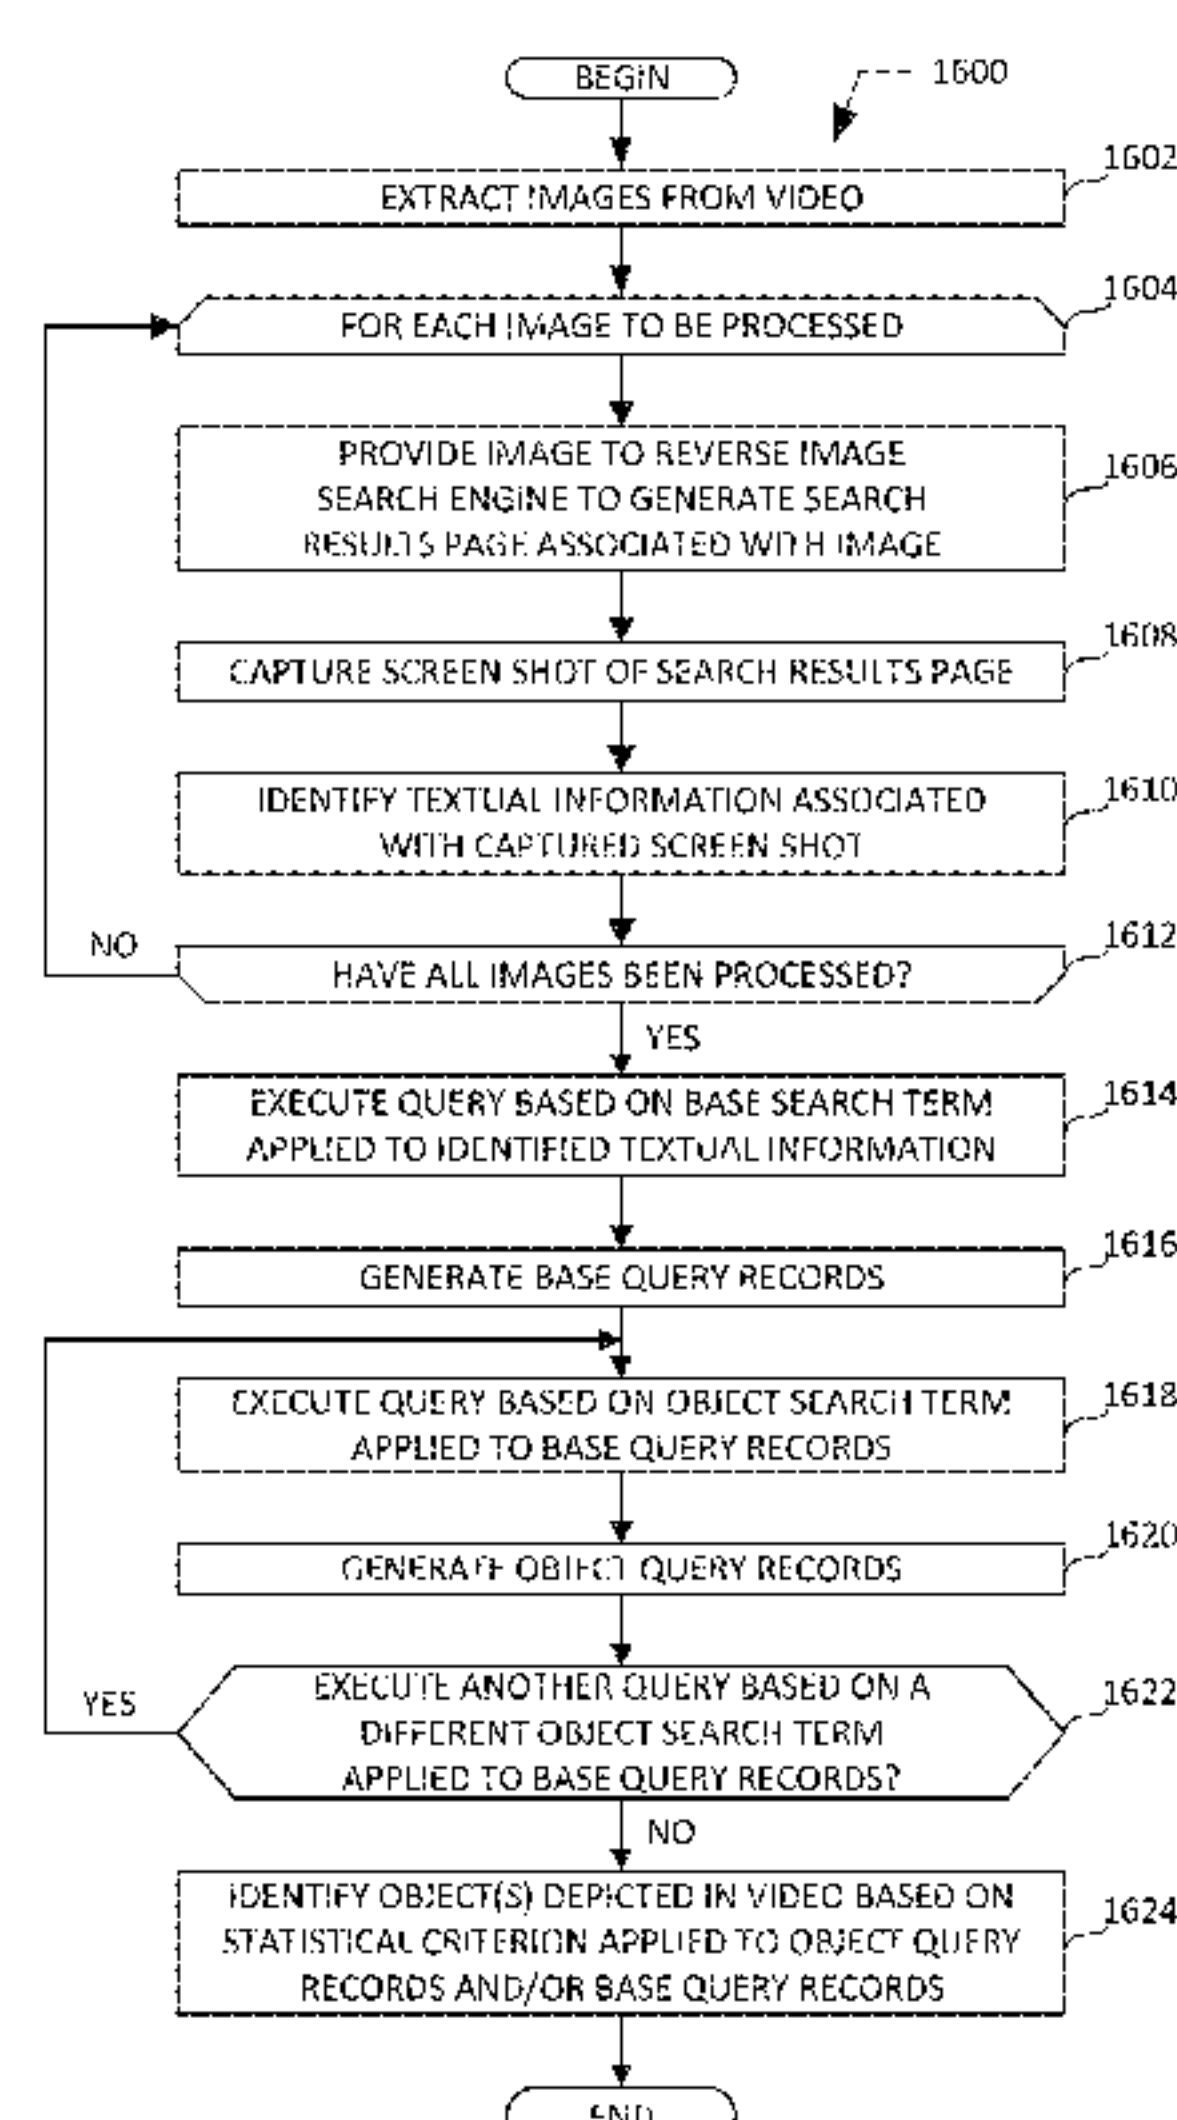 BEGIN
1600
1602
EXTRACT IMAGES FROM VIDEO
1604
FOR EACH IMAGE TO BE PROCESSED
PROVIDE IMAGE TO REVERSE IMAGE
1606
SEARCH ENGINE TO GENERATE SEARCH
RESULTS PAGE ASSOCIATED WITH IMAGE
1608
CAPTURE SCREEN SHOT OF SEARCH RESULTS PAGE
1610
IDENTIFY TEXTUAL INFORMATION ASSOCIATED
WITH CAPTURED SCREEN SHOT
NO
1612
HAVE ALL IMAGES BEEN PROCESSED?
YES
1614
EXECUTE QUERY BASED ON BASE SEARCH TERM
APPLIED TO IDENTIFIED TEXTUAL INFORMATION
1616
GENERATE BASE QUERY RECORDS
1618
EXECUTE QUERY BASED ON OBJECT SEARCH TERM
APPLIED TO BASE QUERY RECORDS
1620
GENERATE OBJECT QUERY RECORDS
EXECUTE ANOTHER QUERY BASED ON A
1622
YES
DIFFERENT OBJECT SEARCH TERM
APPLIED TO BASE QUERY RECORDS?
NO
IDENTIFY OBJECT(S) DEPICTED IN VIDEO BASED ON
1624
STATISTICAL CRITERION APPLIED TO OBJECT QUERY
RECORDS AND/OR BASE QUERY RECORDS
END